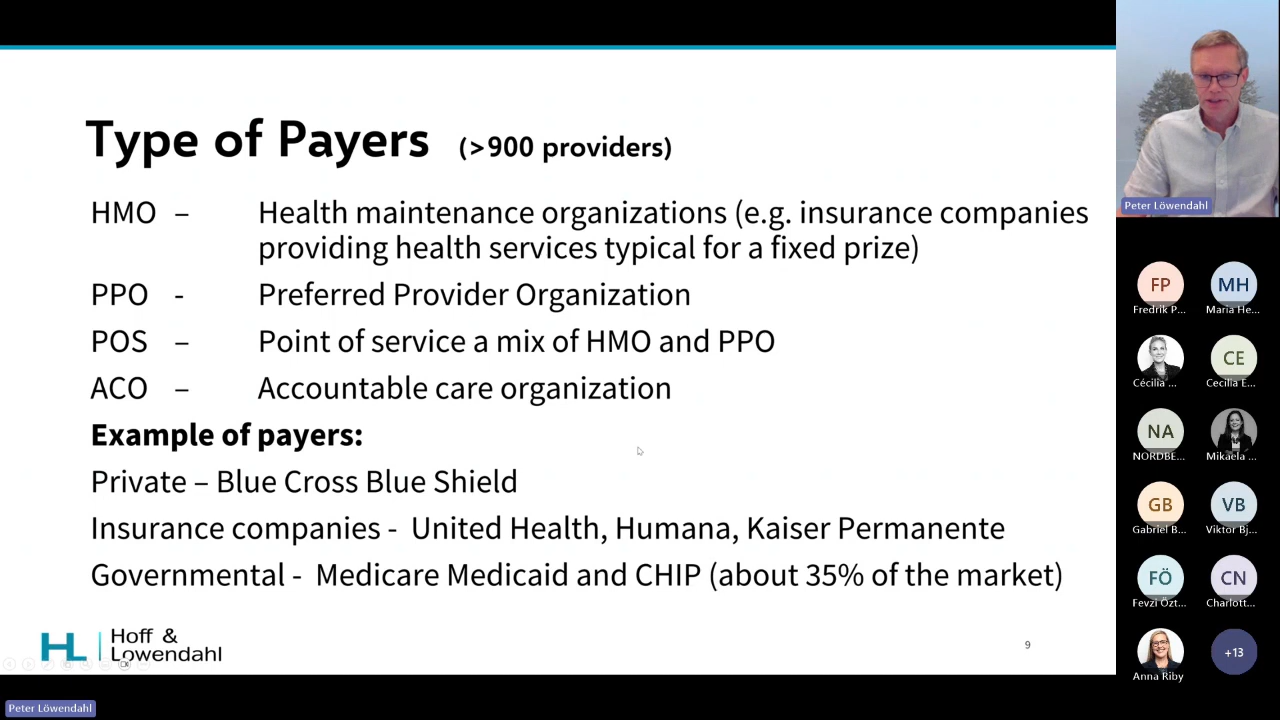 Type of Payers (>900 providers)
HMO – Health maintenance organizations (e.g. insurance companies
providing health services typical for a fixed prize)
PPO - Preferred Provider Organization
POS – Point of service a mix of HMO and PPO
ACO – Accountable care organization
Example of payers:
Private – Blue Cross Blue Shield
Insurance companies - United Health, Humana, Kaiser Permanente
Governmental - Medicare Medicaid and CHIP (about 35% of the market)
HL Hoff &
Lowendahl
9
Peter Löwendahl
Peter Löwendahl
FP
Fredrik P...
MH
Maria He...
Cécilia ...
CE
Cecilia E...
NA
NORDBE...
Mikaela ...
GB
Gabriel B...
VB
Viktor Bj...
FÖ
Fevzi Özt...
CN
Charlott...
Anna Riby
+13